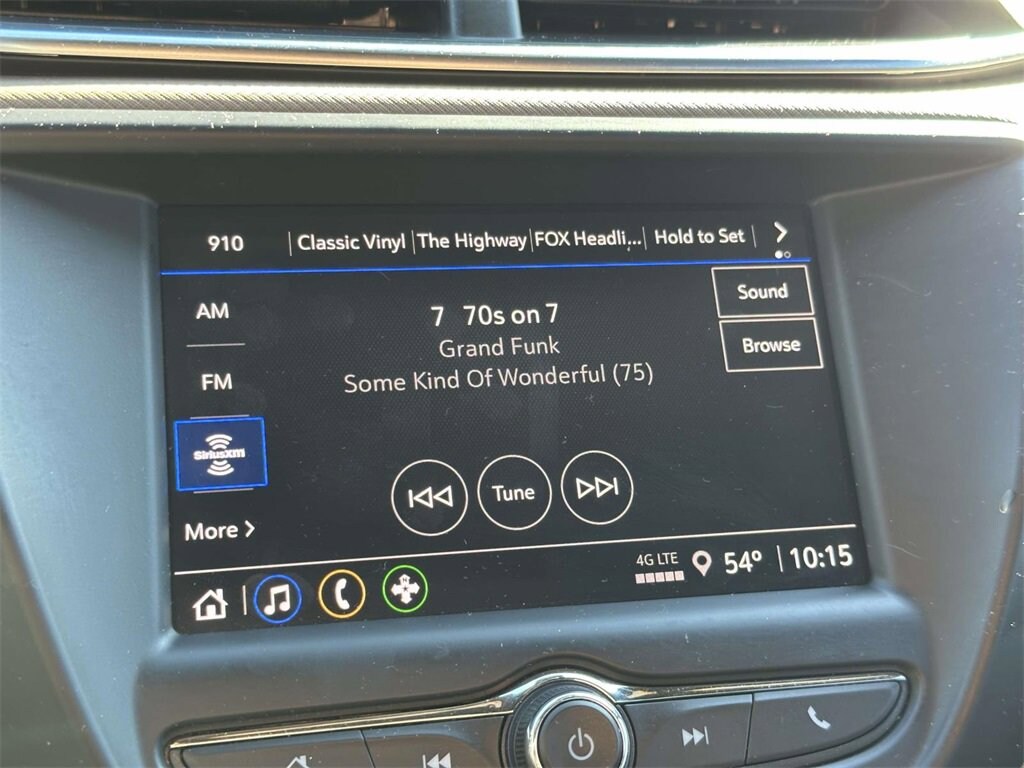 910 Classic Vinyl The Highway FOX Headli... Hold to Set
Sound
AM
7 70s on 7
Grand Funk
Browse
FM
Some Kind Of Wonderful (75)
SiriusXM
Tune
More
4G LTE 54° 10:15